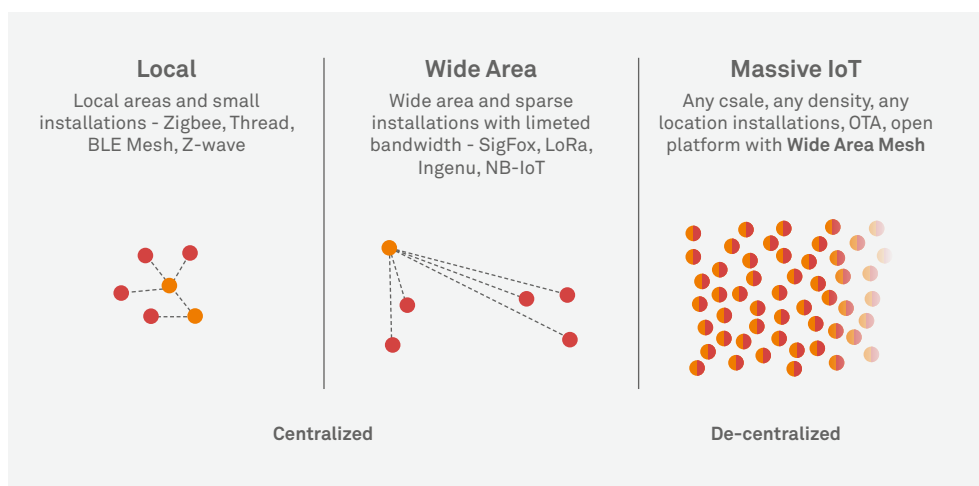 Local
Local areas and small
installations - Zigbee, Thread,
BLE Mesh, Z-wave
Wide Area
Wide area and sparse
installations with limeted
bandwidth - SigFox, LoRa,
Ingenu, NB-IoT
Massive IoT
Any csale, any density, any
location installations, OTA, open
platform with Wide Area Mesh
Centralized
De-centralized